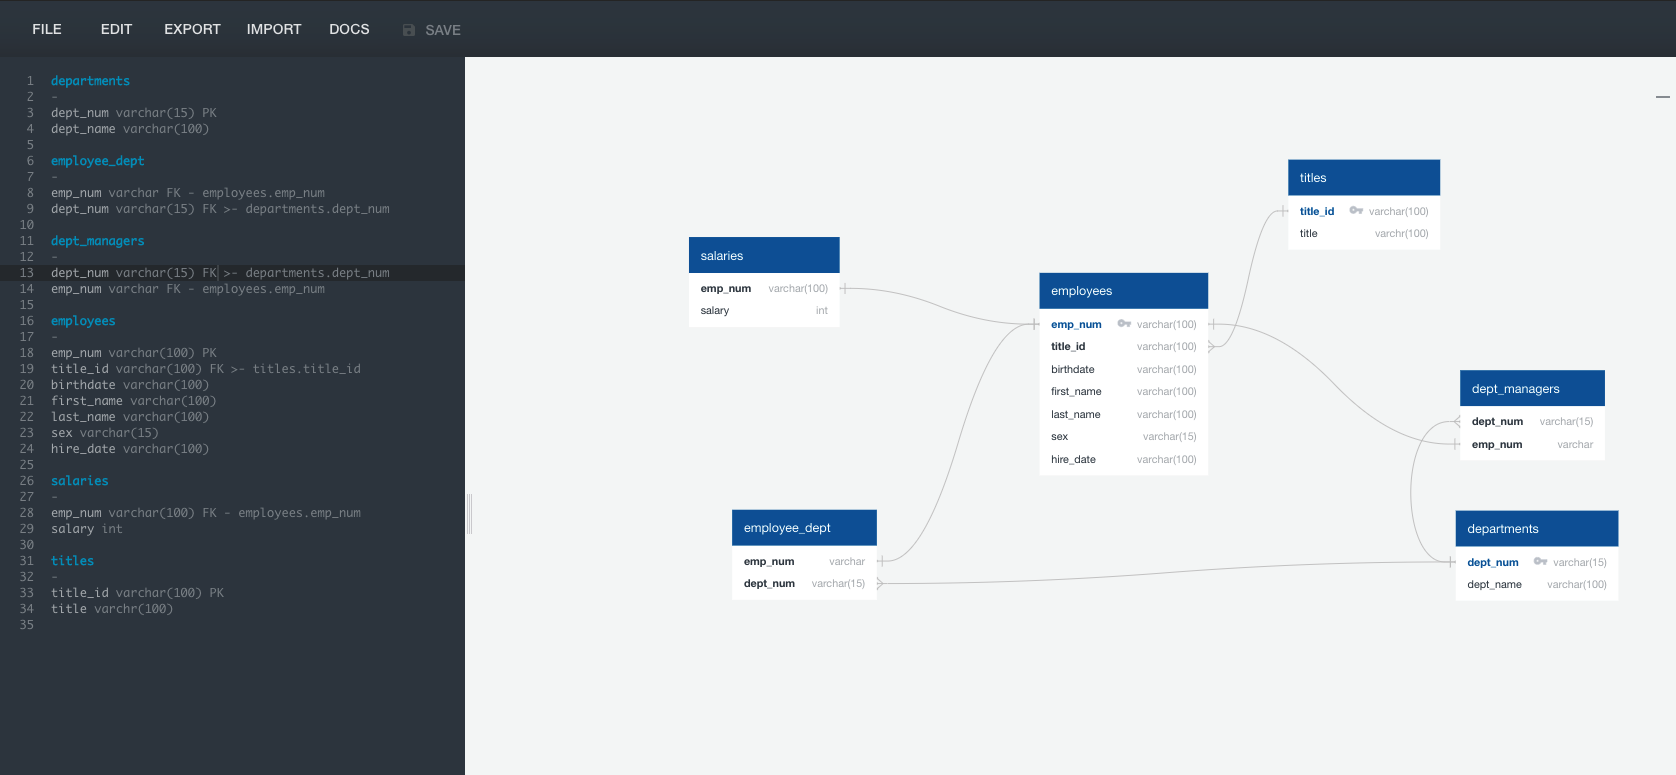 FILE EDIT EXPORT IMPORT DOCS SAVE
1 departments
2 -
3 dept_num varchar(15) PK
4 dept_name varchar(100)
5
6 employee_dept
7 -
8 emp_num varchar FK - employees.emp_num
9 dept_num varchar(15) FK >- departments.dept_num
10
11 dept_managers
12 -
13 dept_num varchar(15) FK >- departments.dept_num
14 emp_num varchar FK - employees.emp_num
15
16 employees
17 -
18 emp_num varchar(100) PK
19 title_id varchar(100) FK >- titles.title_id
20 birthdate varchar(100)
21 first_name varchar(100)
22 last_name varchar(100)
23 sex varchar(15)
24 hire_date varchar(100)
25
26 salaries
27 -
28 emp_num varchar(100) FK - employees.emp_num
29 salary int
30
31 titles
32 -
33 title_id varchar(100) PK
34 title varchr(100)
35
titles
title_id varchar(100)
title varchr(100)
salaries
emp_num varchar(100)
salary int
employees
emp_num varchar(100)
title_id varchar(100)
birthdate varchar(100)
first_name varchar(100)
last_name varchar(100)
sex varchar(15)
hire_date varchar(100)
dept_managers
dept_num varchar(15)
emp_num varchar
employee_dept
emp_num varchar
dept_num varchar(15)
departments
dept_num varchar(15)
dept_name varchar(100)